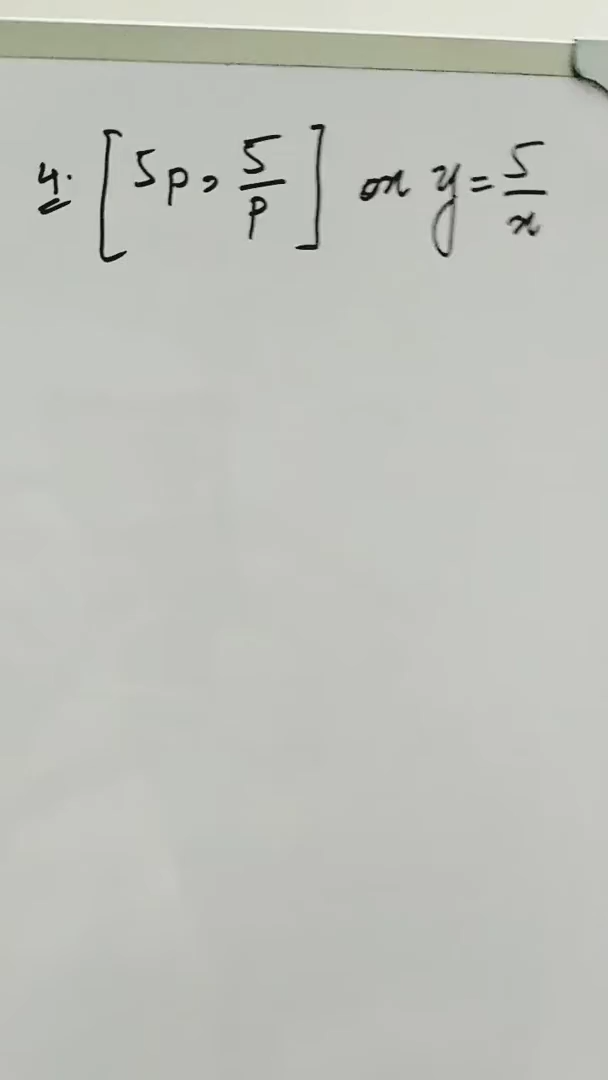 4. [5p, 5/p] on y = 5/x